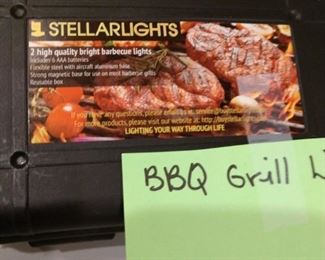 STELLARLIGHTS
2 high quality bright barbecue lights
Includes 6 AAA batteries
Flexible steel with aircraft aluminum base
Strong magnetic base for use on most barbecue grills
Reusable box
If you have any questions, please email us at
For more products, please visit our website at:
LIGHTING YOUR WAY THROUGH LIFE
BBQ Grill Li